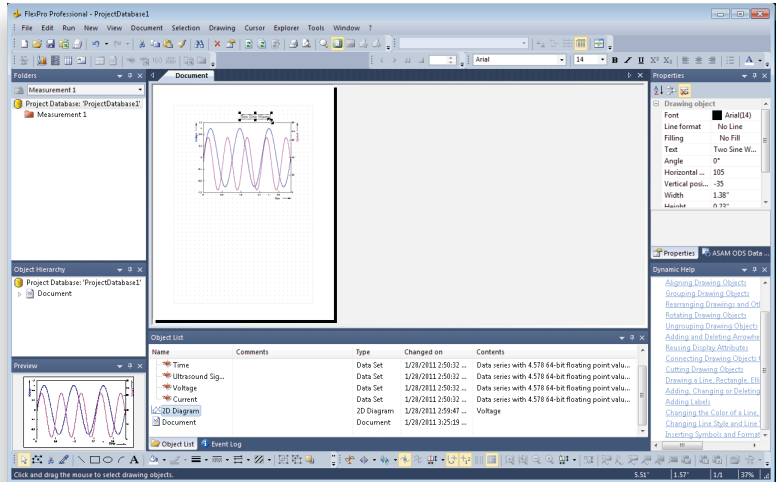 FlexPro Professional - ProjectDatabase1
File Edit Run New View Document Selection Drawing Cursor Explorer Tools Window ?
Arial 14 B I U X² X₂ A
Folders
Measurement 1
Project Database: 'ProjectDatabase1'
Measurement 1
Document
Properties
Drawing object
Font Arial(14)
Line format No Line
Filling No Fill
Text Two Sine W...
Angle 0°
Horizontal ... 105
Vertical posi... -35
Width 1.38"
Height 0.73"
Properties ASAM ODS Data ...
Object Hierarchy
Project Database: 'ProjectDatabase1'
Document
Dynamic Help
Aligning Drawing Objects
Grouping Drawing Objects
Rearranging Drawings and Otl
Rotating Drawing Objects
Ungrouping Drawing Objects
Adding and Deleting Arrowhe
Reusing Display Attributes
Connecting Drawing Objects t
Cutting Drawing Objects
Drawing a Line, Rectangle, Elli
Adding, Changing or Deleting
Adding Labels
Changing the Color of a Line,
Changing Line Style and Line
Inserting Symbols and Format
Object List
Name Comments Type Changed on Contents
Time Data Set 1/28/2011 2:50:32 ... Data series with 4.578 64-bit floating point valu...
Ultrasound Sig... Data Set 1/28/2011 2:50:32 ... Data series with 4.578 64-bit floating point valu...
Voltage Data Set 1/28/2011 2:50:32 ... Data series with 4.578 64-bit floating point valu...
Current Data Set 1/28/2011 2:50:32 ... Data series with 4.578 64-bit floating point valu...
2D Diagram 2D Diagram 1/28/2011 2:59:47 ... Voltage
Document Document 1/28/2011 3:25:19 ...
Object List Event Log
Preview
A
Click and drag the mouse to select drawing objects. 5.51" 1.57" 1/1 37%